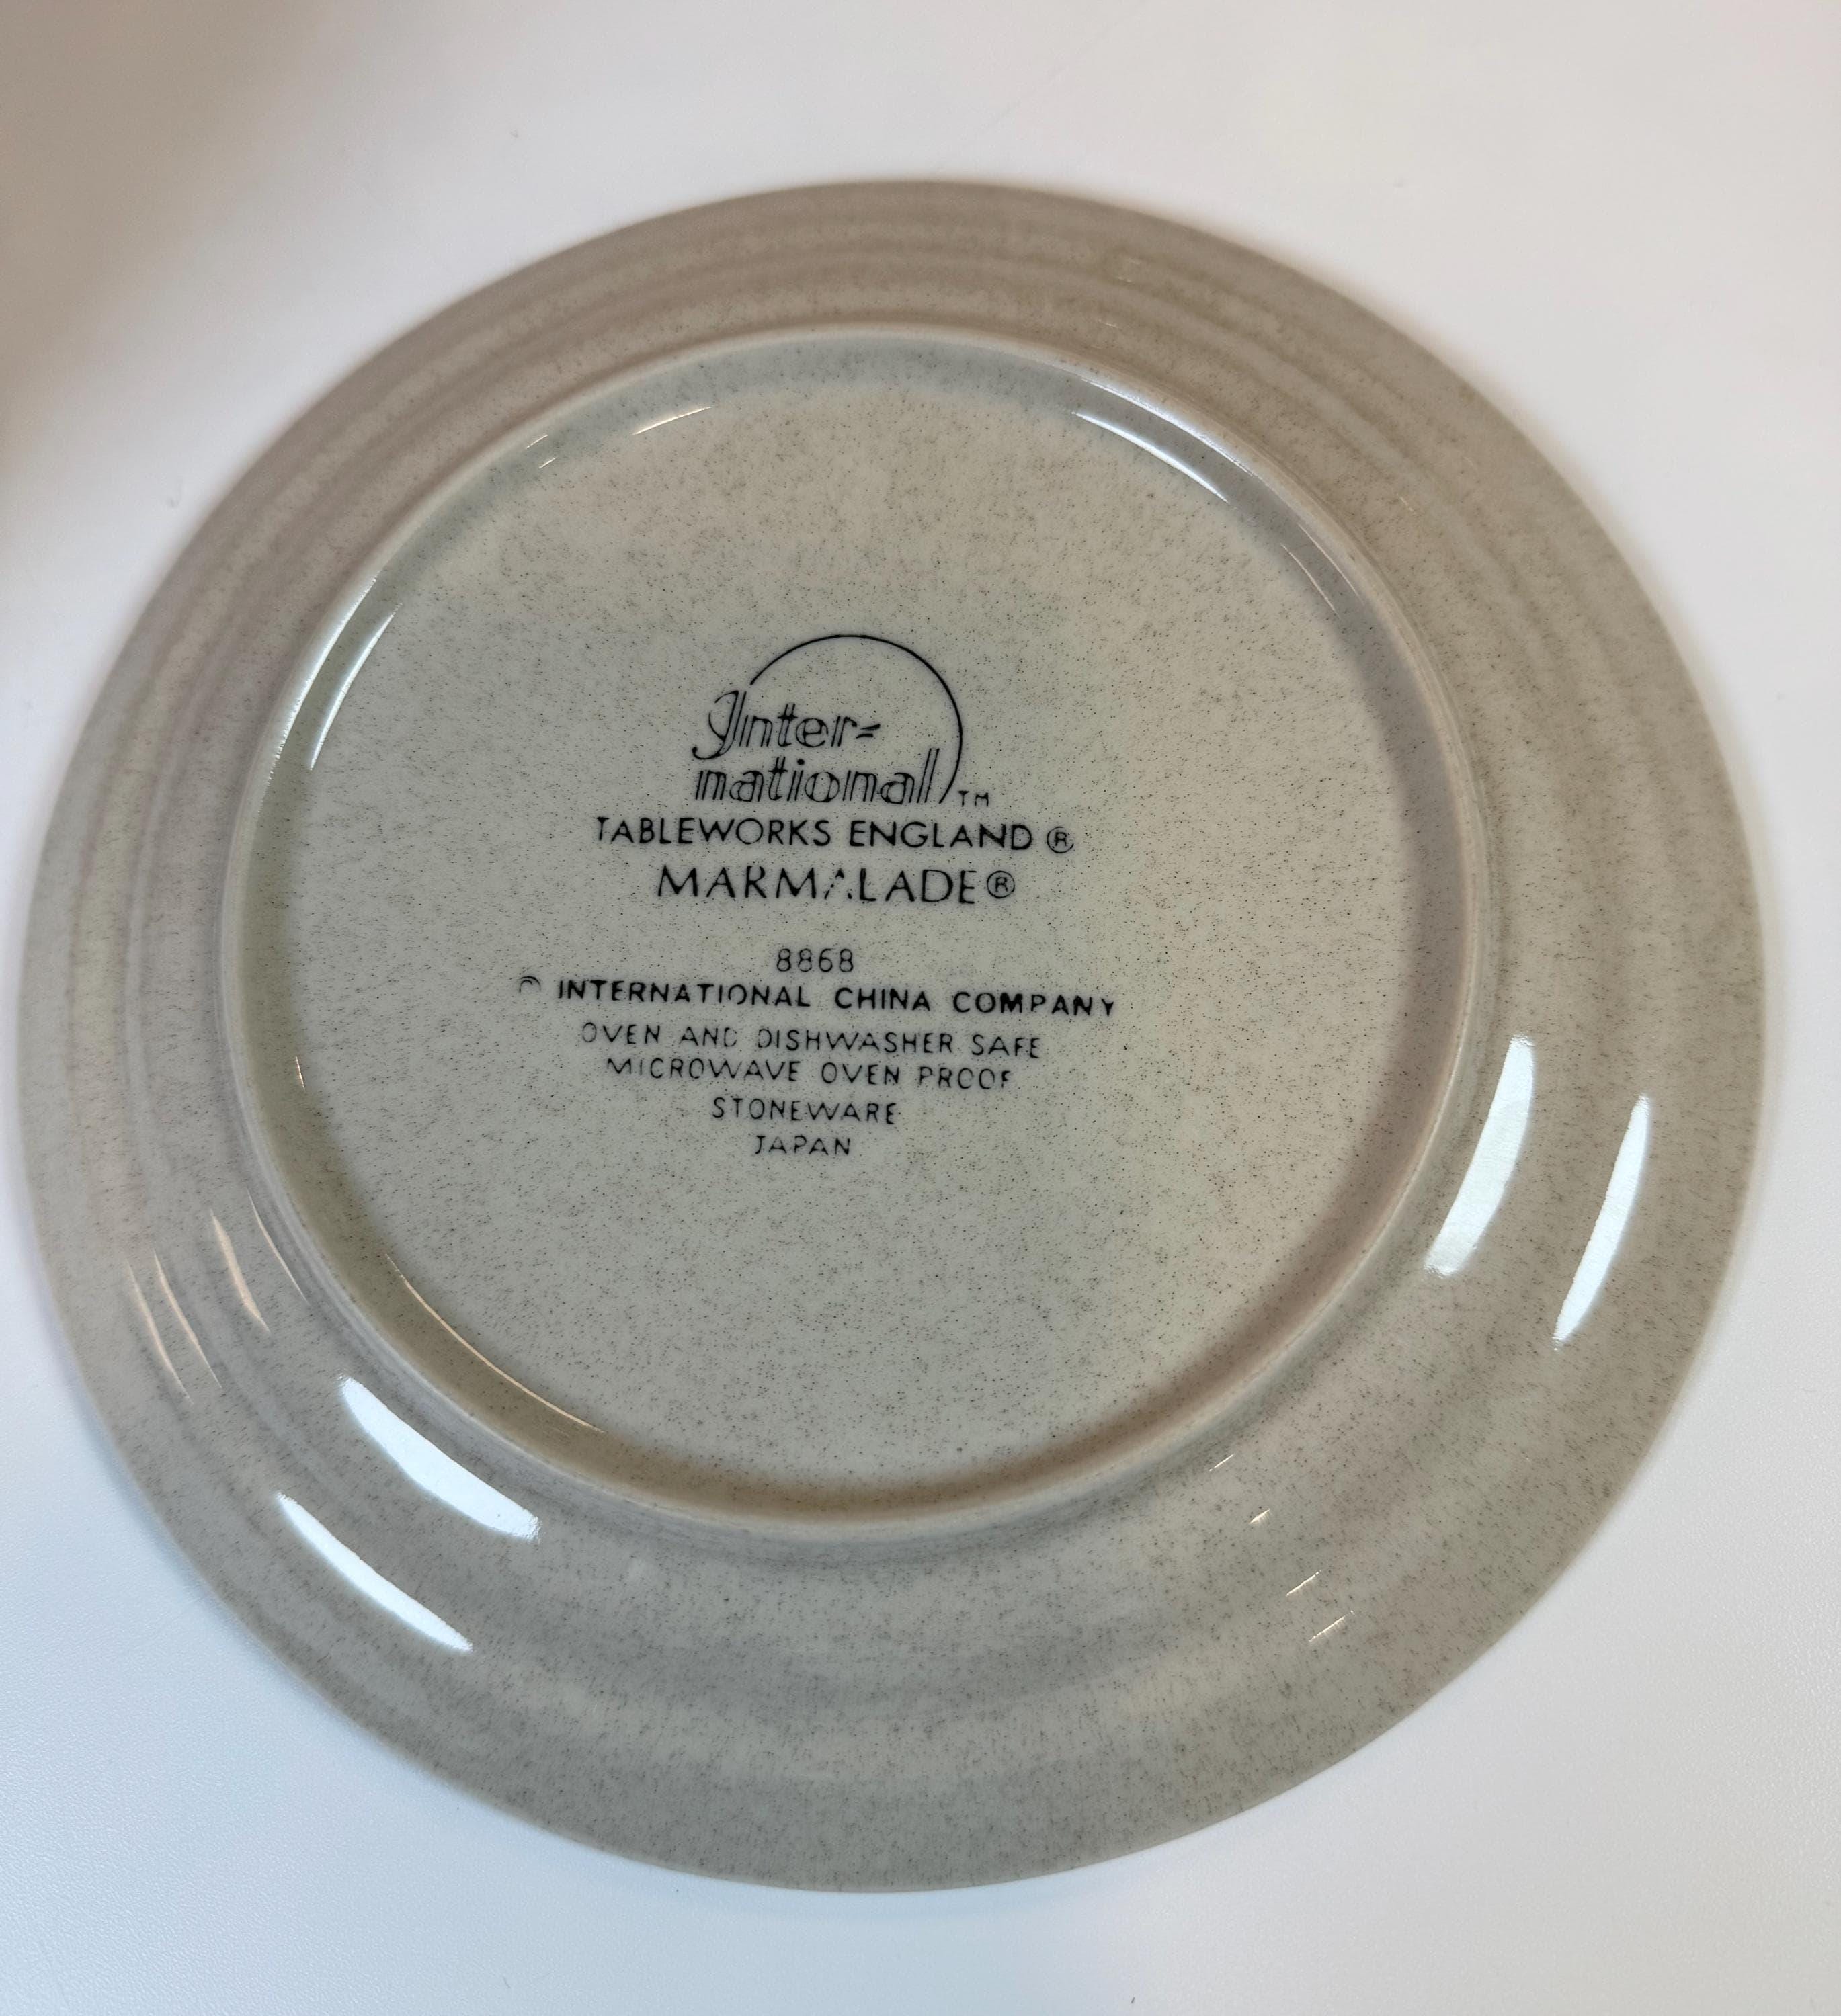 Inter-
national TM
TABLEWORKS ENGLAND ®
MARMALADE ®
8868
© INTERNATIONAL CHINA COMPANY
OVEN AND DISHWASHER SAFE
MICROWAVE OVEN PROOF
STONEWARE
JAPAN